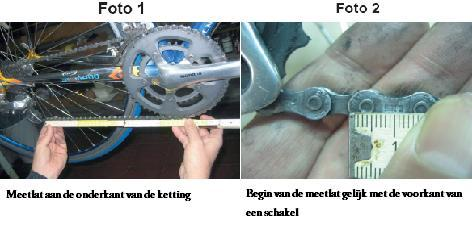 Foto 1
Foto 2
1
Meetlat aan de onderkant van de ketting
Begin van de meetlat gelijk met de voorkant van
een schakel